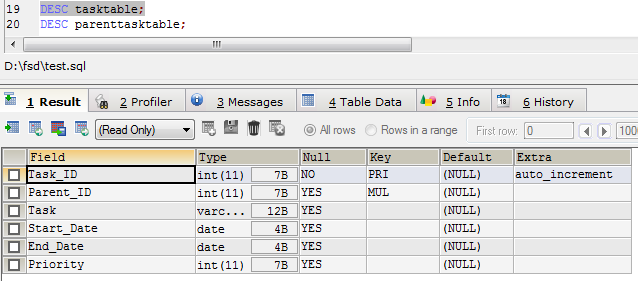 19 DESC tasktable;
20 DESC parenttasktable;
D:\fsd\test.sql
1 Result 2 Profiler 3 Messages 4 Table Data 5 Info 6 History
(Read Only) All rows Rows in a range First row: 0 1000
Field Type Null Key Default Extra
Task_ID int(11) 7B NO PRI (NULL) auto_increment
Parent_ID int(11) 7B YES MUL (NULL)
Task varc... 12B YES (NULL)
Start_Date date 4B YES (NULL)
End_Date date 4B YES (NULL)
Priority int(11) 7B YES (NULL)